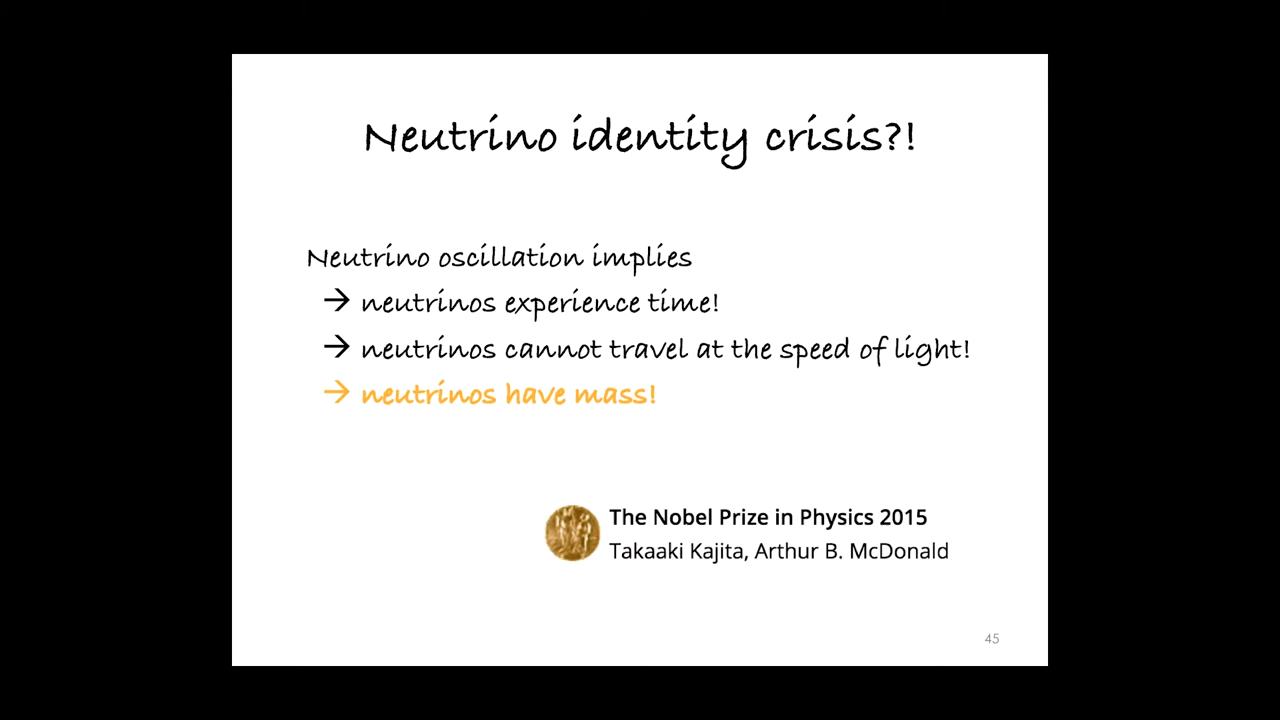 Neutrino identity crisis?!
Neutrino oscillation implies
→ neutrinos experience time!
→ neutrinos cannot travel at the speed of light!
→ neutrinos have mass!
The Nobel Prize in Physics 2015
Takaaki Kajita, Arthur B. McDonald
45